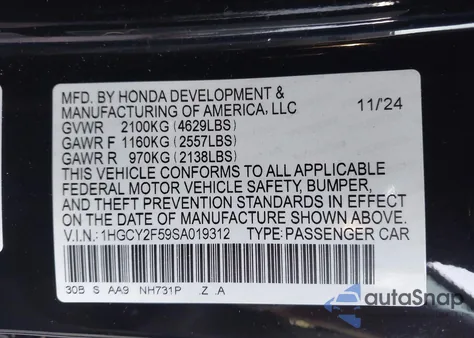 MFD. BY HONDA DEVELOPMENT &
MANUFACTURING OF AMERICA, LLC 11/24
GVWR 2100KG (4629LBS)
GAWR F 1160KG (2557LBS)
GAWR R 970KG (2138LBS)
THIS VEHICLE CONFORMS TO ALL APPLICABLE
FEDERAL MOTOR VEHICLE SAFETY, BUMPER,
AND THEFT PREVENTION STANDARDS IN EFFECT
ON THE DATE OF MANUFACTURE SHOWN ABOVE.
V.I.N.: 1HGCY2F59SA019312 TYPE: PASSENGER CAR
30B S AA9 NH731P .Z .A
autoSnap